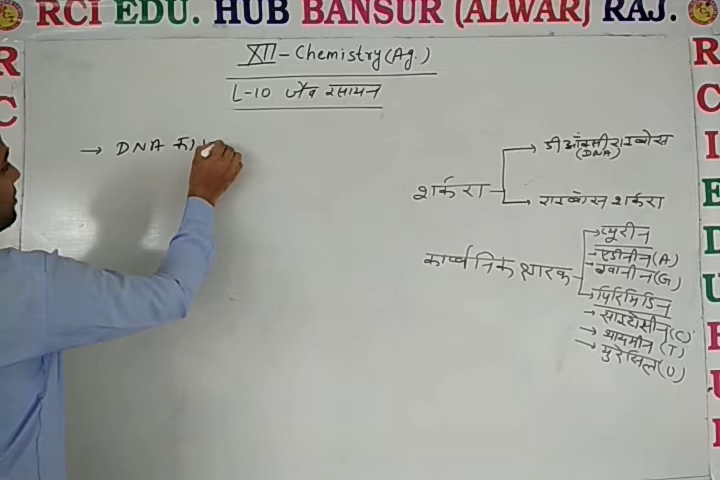 RCI EDU. HUB BANSUR (ALWAR) RAJ.
XII - Chemistry (Ag.)
L-10 जैव रसायन
→ DNA का
शर्करा
→ डीऑक्सी राइबोस
(DNA)
→ राइबोस शर्करा
कार्बनिक क्षारक
→ प्यूरीन
→ एडीनीन (A)
→ ग्वानीन (G)
→ पिरिमिडिन
→ साइटोसीन (C)
→ थायमीन (T)
→ युरेसिल (U)
R
C
I
E
D
U
R
C